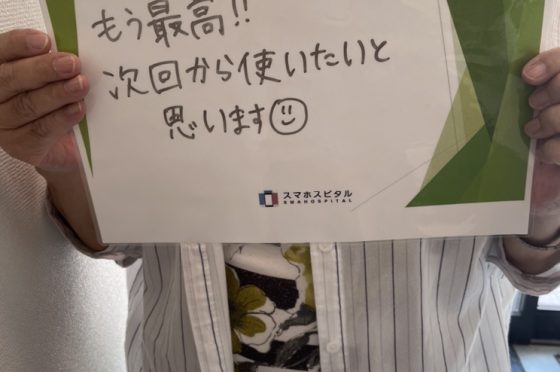 もう最高!!
次回から使いたいと
思います
スマホスピタル
SMAHOSPITAL